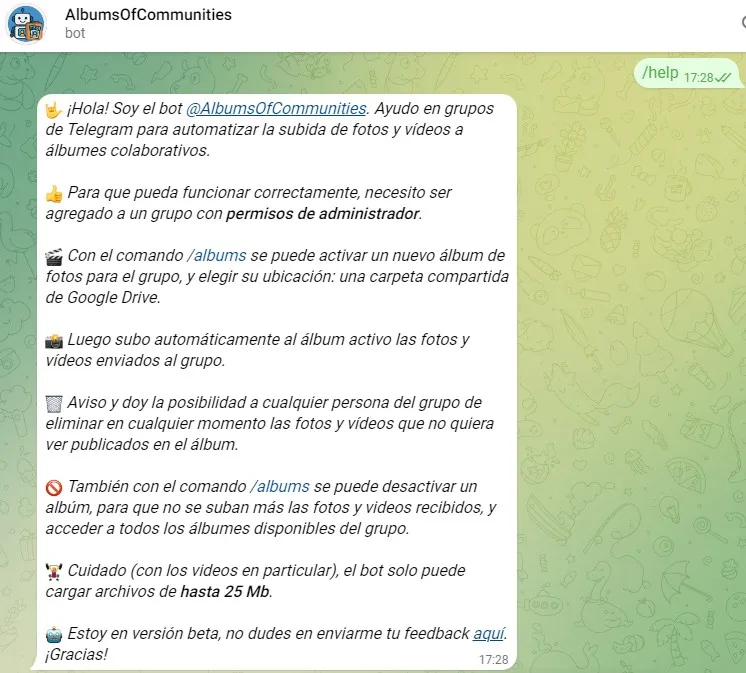 AlbumsOfCommunities
bot
/help 17:28
🤘 ¡Hola! Soy el bot @AlbumsOfCommunities. Ayudo en grupos
de Telegram para automatizar la subida de fotos y vídeos a
álbumes colaborativos.
👍 Para que pueda funcionar correctamente, necesito ser
agregado a un grupo con permisos de administrador.
🎬 Con el comando /albums se puede activar un nuevo álbum de
fotos para el grupo, y elegir su ubicación: una carpeta compartida
de Google Drive.
📸 Luego subo automáticamente al álbum activo las fotos y
vídeos enviados al grupo.
🗑 Aviso y doy la posibilidad a cualquier persona del grupo de
eliminar en cualquier momento las fotos y vídeos que no quiera
ver publicados en el álbum.
🚫 También con el comando /albums se puede desactivar un
albúm, para que no se suban más las fotos y videos recibidos, y
acceder a todos los álbumes disponibles del grupo.
🏋 Cuidado (con los videos en particular), el bot solo puede
cargar archivos de hasta 25 Mb.
🤖 Estoy en versión beta, no dudes en enviarme tu feedback aquí.
¡Gracias!
17:28